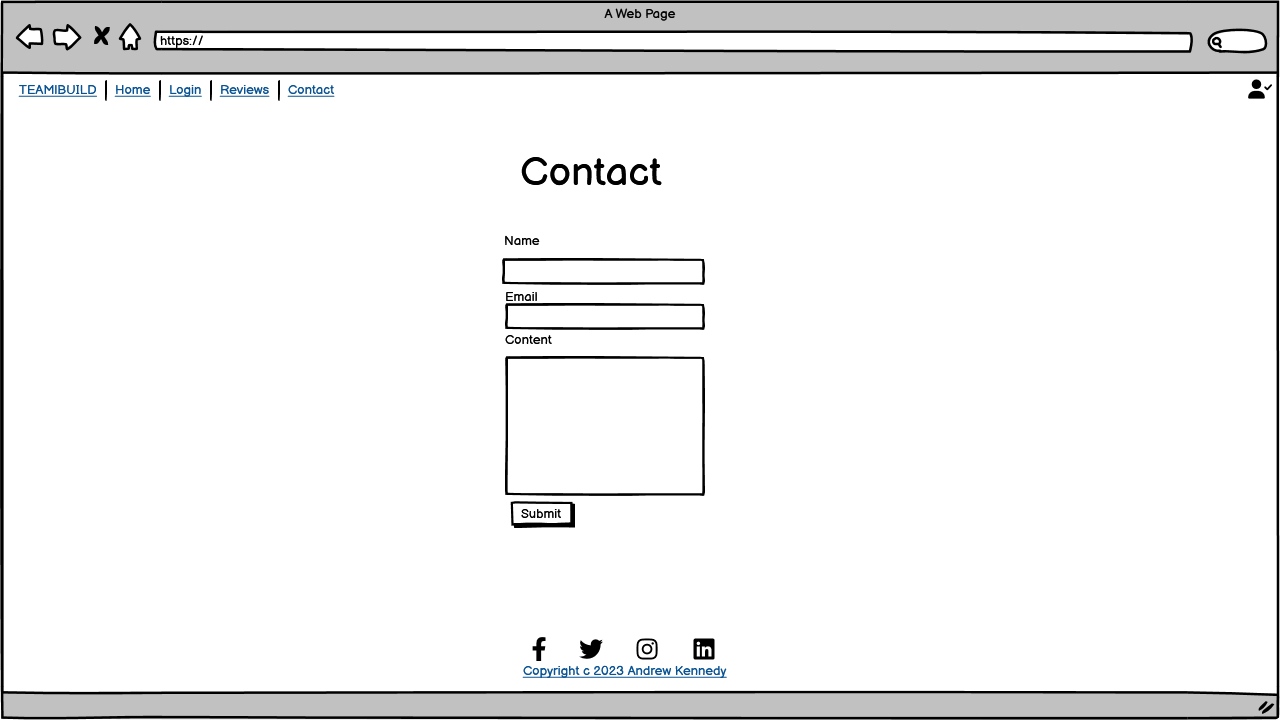 A Web Page
https://
TEAMIBUILD Home Login Reviews Contact
Contact
Name
Email
Content
Submit
Copyright c 2023 Andrew Kennedy